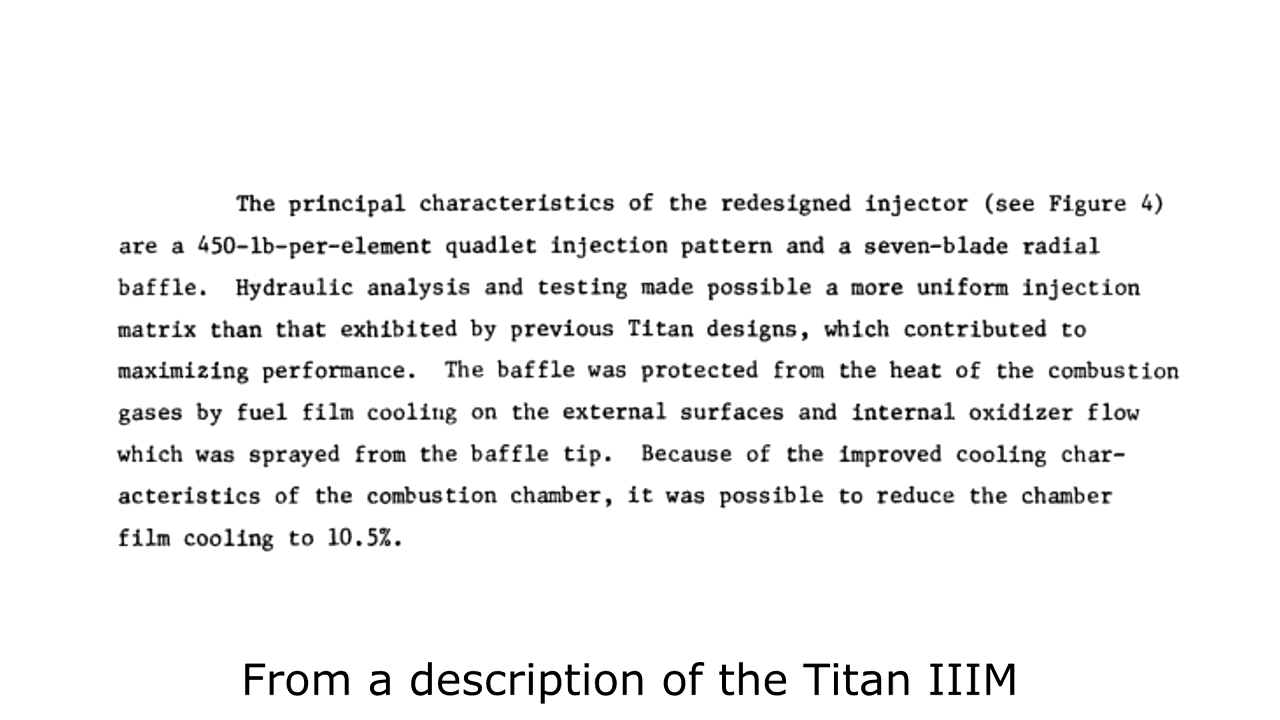 The principal characteristics of the redesigned injector (see Figure 4)
are a 450-lb-per-element quadlet injection pattern and a seven-blade radial
baffle. Hydraulic analysis and testing made possible a more uniform injection
matrix than that exhibited by previous Titan designs, which contributed to
maximizing performance. The baffle was protected from the heat of the combustion
gases by fuel film cooling on the external surfaces and internal oxidizer flow
which was sprayed from the baffle tip. Because of the improved cooling char-
acteristics of the combustion chamber, it was possible to reduce the chamber
film cooling to 10.5%.
From a description of the Titan IIIM